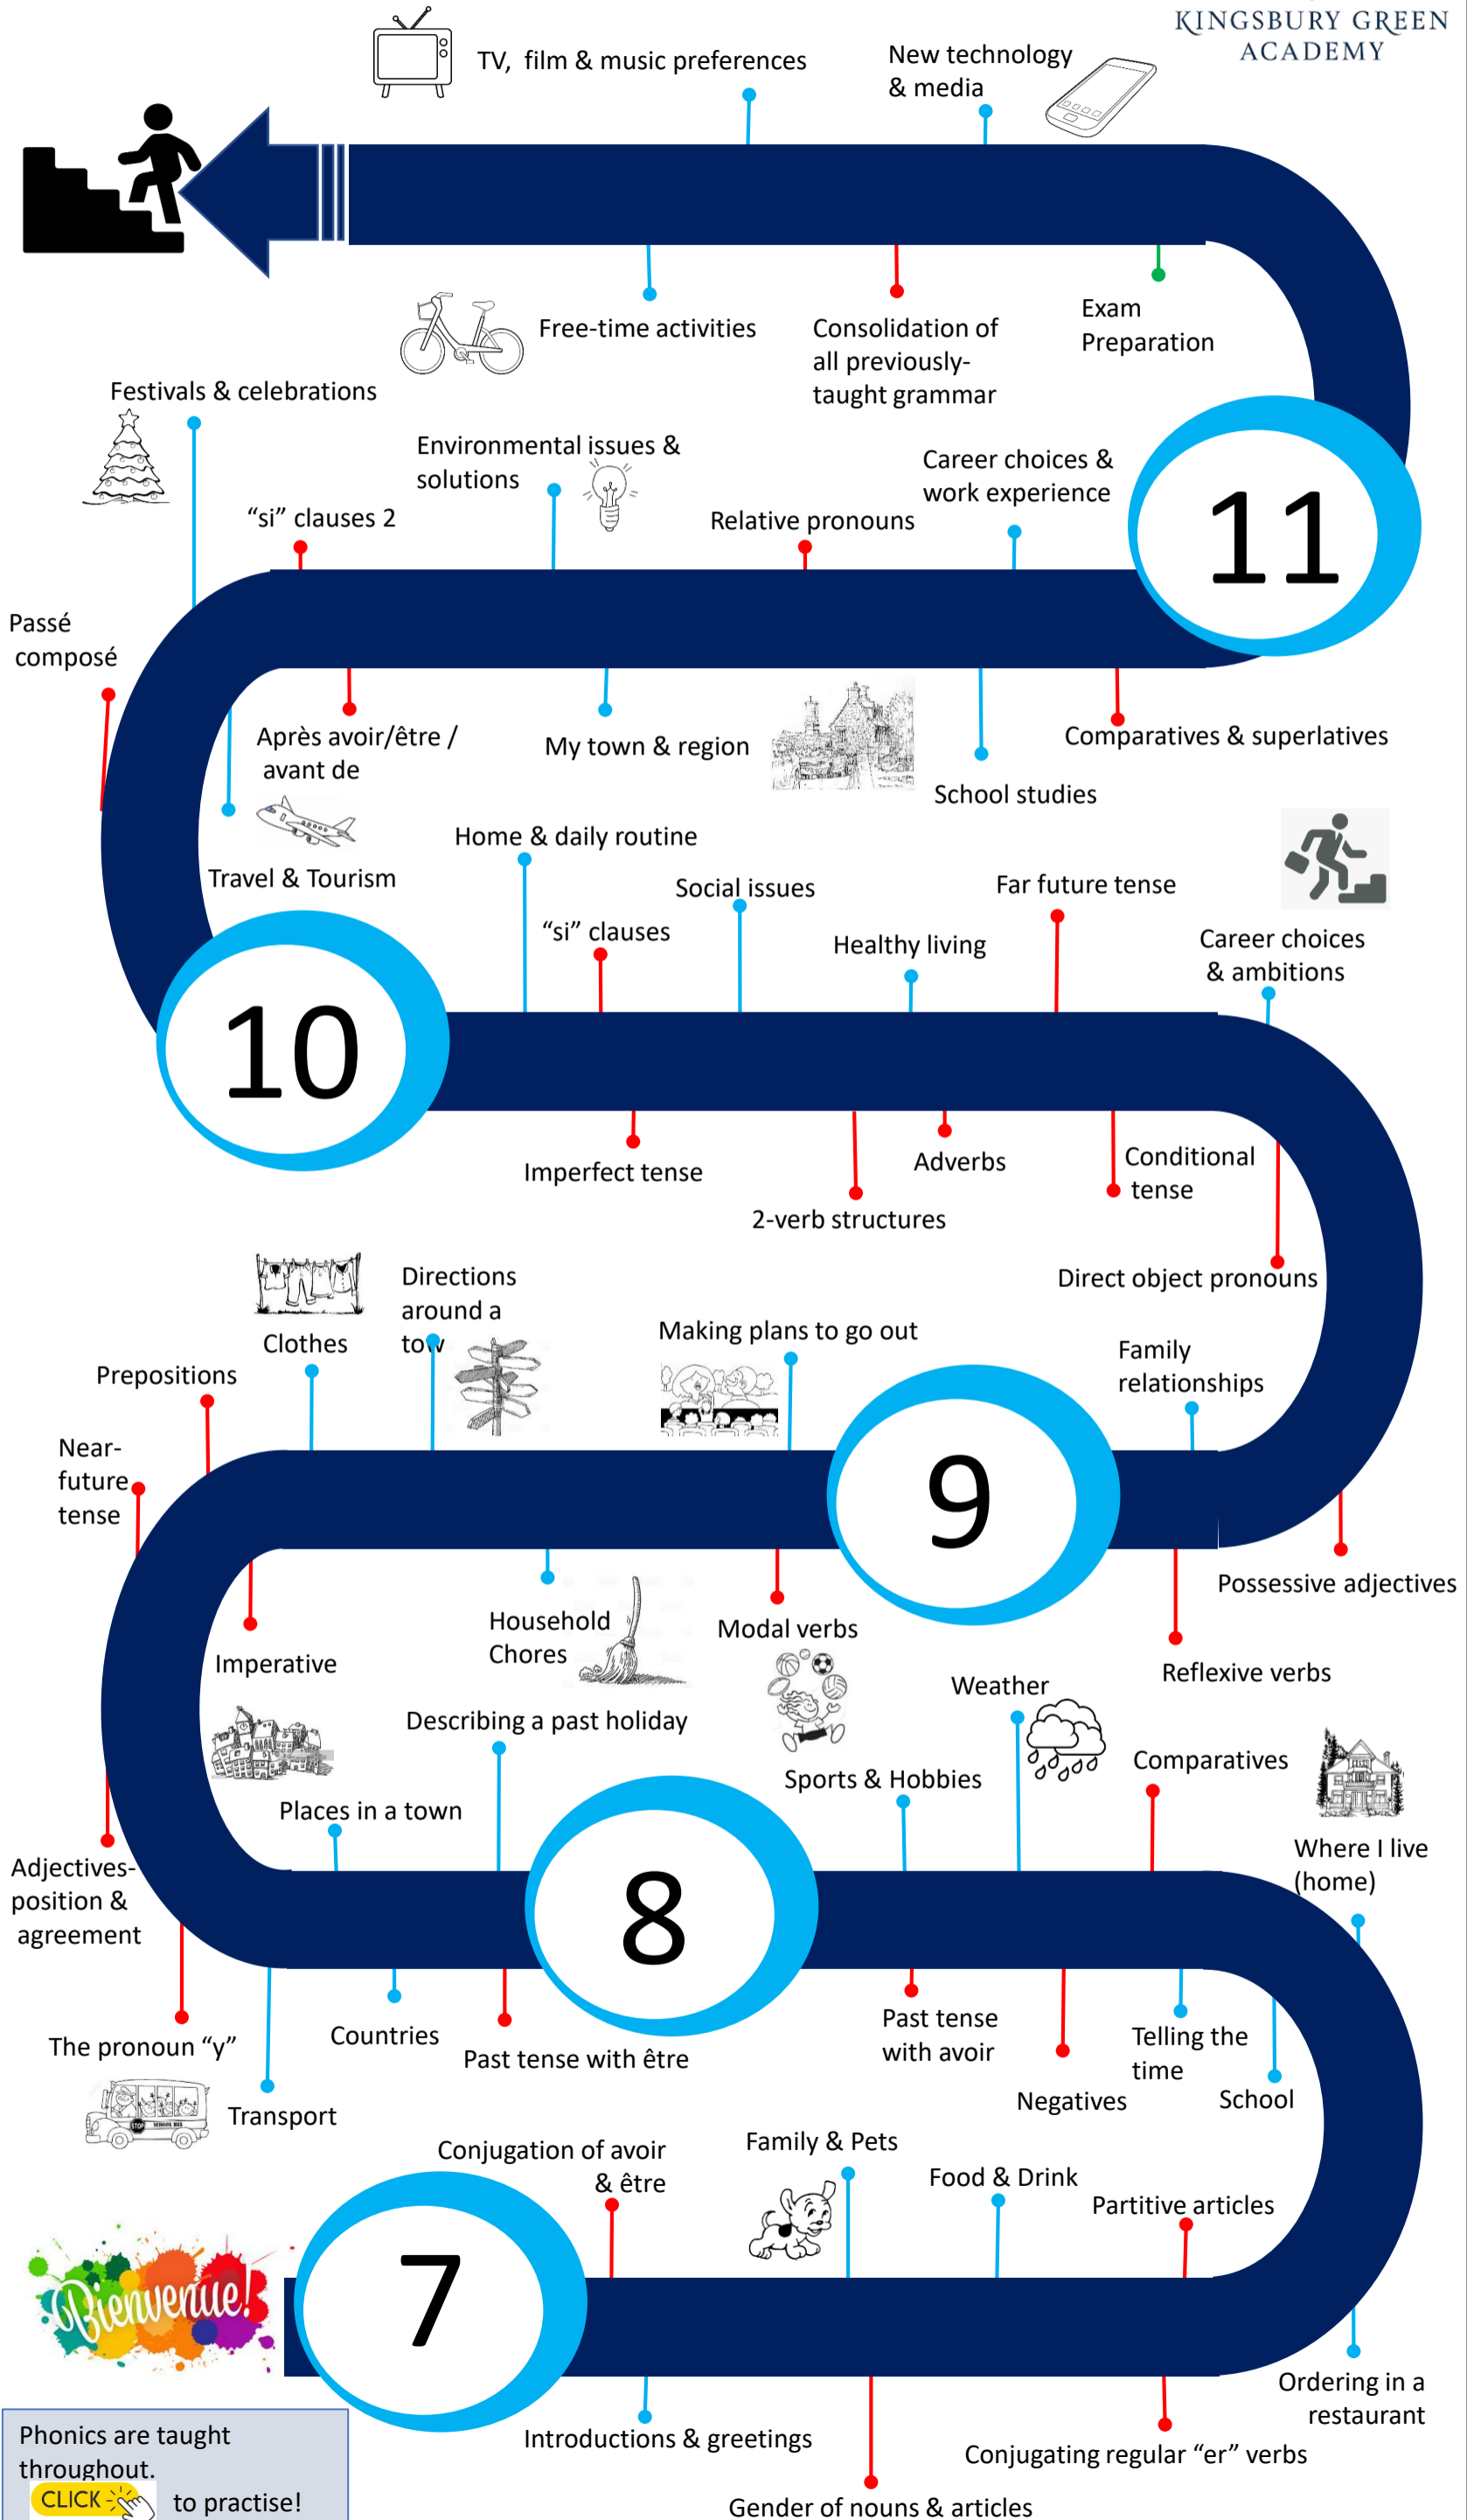 KINGSBURY GREEN
ACADEMY
TV, film & music preferences
New technology
& media
Free-time activities
Consolidation of
all previously-
taught grammar
Exam
Preparation
Festivals & celebrations
Environmental issues &
solutions
Career choices &
work experience
"si" clauses 2
Relative pronouns
11
Passé
composé
Après avoir/être /
avant de
My town & region
School studies
Comparatives & superlatives
Travel & Tourism
Home & daily routine
Social issues
Far future tense
"si" clauses
Healthy living
Career choices
& ambitions
10
Imperfect tense
2-verb structures
Adverbs
Conditional
tense
Direct object pronouns
Directions
around a
tow
Clothes
Making plans to go out
Family
relationships
Prepositions
Near-
future
tense
9
Possessive adjectives
Imperative
Household
Chores
Modal verbs
Reflexive verbs
Weather
Describing a past holiday
Sports & Hobbies
Comparatives
Places in a town
Where I live
(home)
Adjectives-
position &
agreement
8
The pronoun "y"
Countries
Past tense with être
Past tense
with avoir
Telling the
time
Negatives
School
STOP
SCHOOL BUS
Transport
Conjugation of avoir
& être
Family & Pets
Food & Drink
Partitive articles
Bienvenue!
7
Ordering in a
restaurant
Introductions & greetings
Conjugating regular "er" verbs
Gender of nouns & articles
Phonics are taught
throughout.
CLICK
to practise!